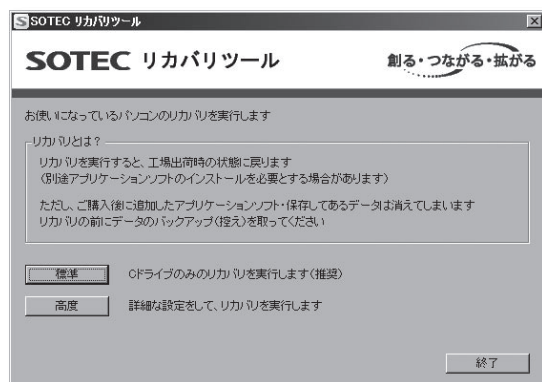 SOTEC リカバリツール
SOTEC リカバリツール
創る・つながる・拡がる
お使いになっているパソコンのリカバリを実行します
リカバリとは?
リカバリを実行すると、工場出荷時の状態に戻ります
(別途アプリケーションソフトのインストールを必要とする場合があります)
ただし、ご購入後に追加したアプリケーションソフト・保存してあるデータは消えてしまいます
リカバリの前にデータのバックアップ(控え)を取ってください
標準 Cドライブのみのリカバリを実行します(推奨)
高度 詳細な設定をして、リカバリを実行します
終了